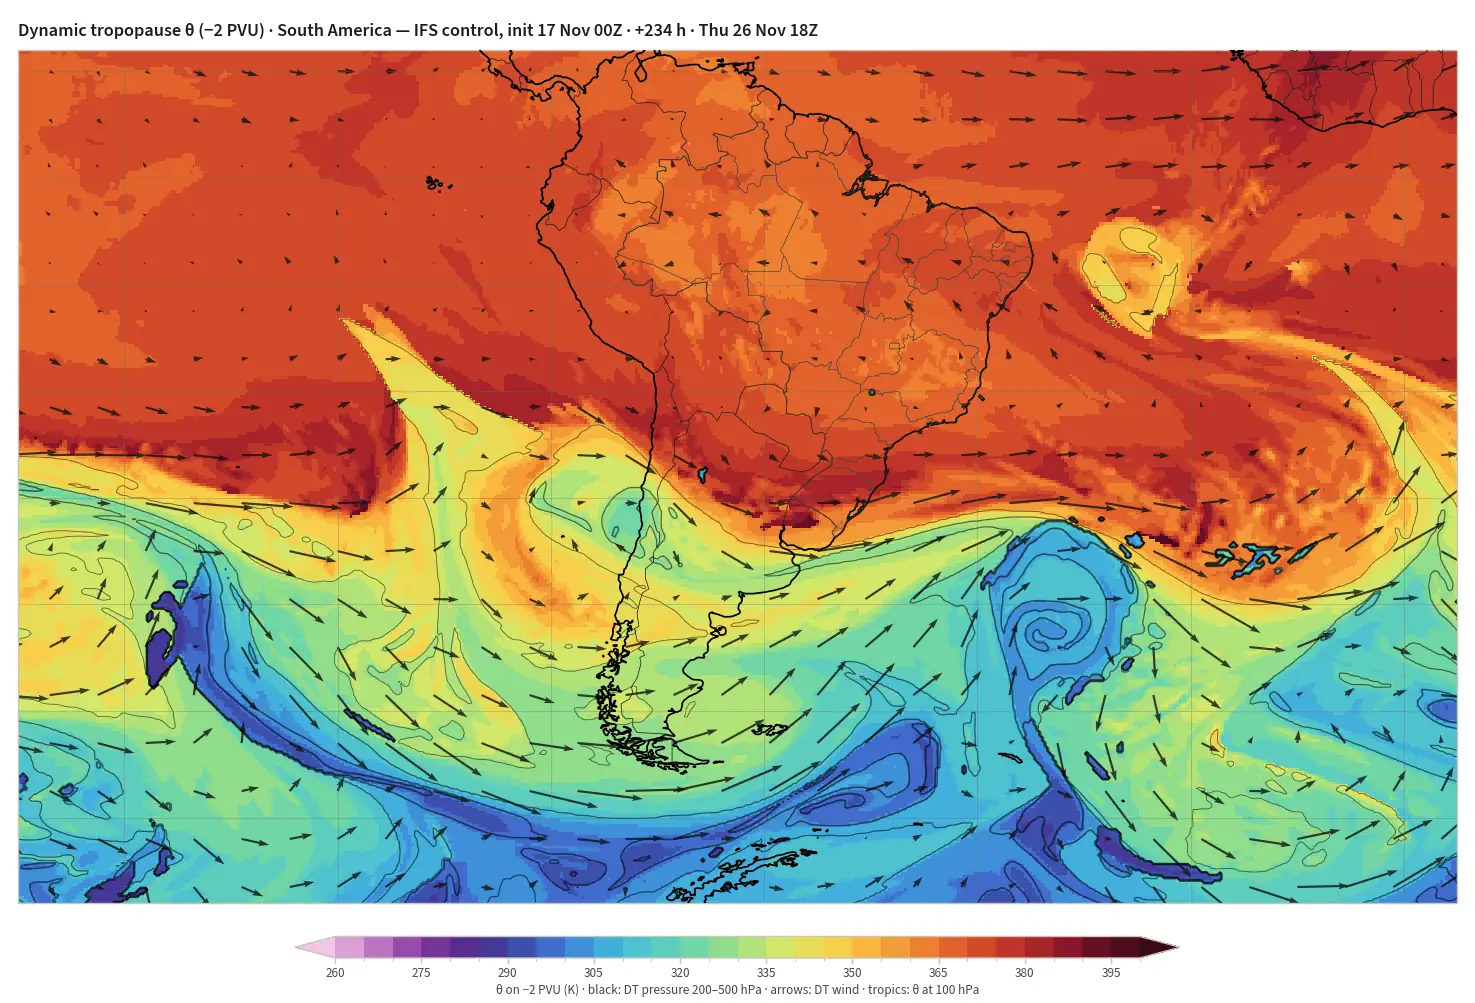 Dynamic tropopause θ (−2 PVU) · South America — IFS control, init 17 Nov 00Z · +234 h · Thu 26 Nov 18Z
260 275 290 305 320 335 350 365 380 395
θ on −2 PVU (K) · black: DT pressure 200–500 hPa · arrows: DT wind · tropics: θ at 100 hPa